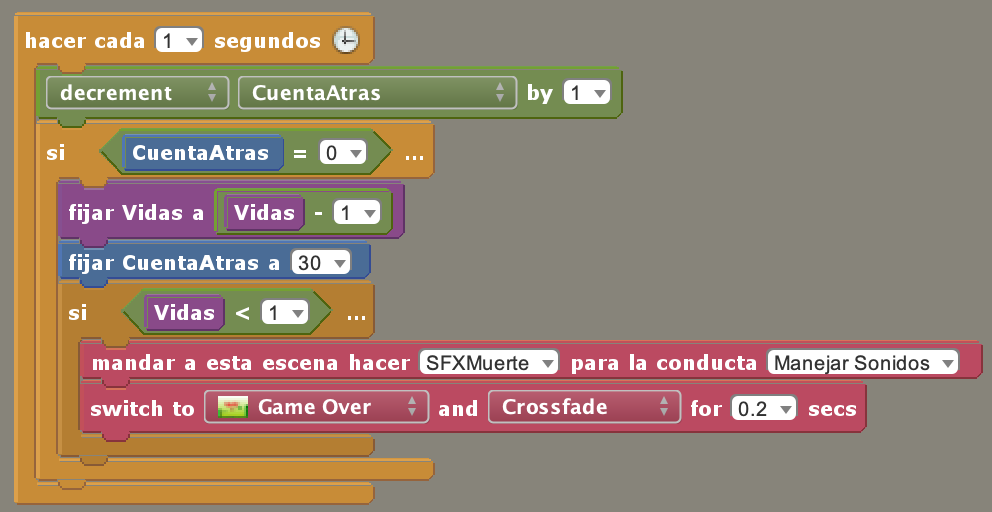 hacer cada 1 segundos
decrement CuentaAtras by 1
si CuentaAtras = 0 ...
fijar Vidas a Vidas - 1
fijar CuentaAtras a 30
si Vidas < 1 ...
mandar a esta escena hacer SFXMuerte para la conducta Manejar Sonidos
switch to Game Over and Crossfade for 0.2 secs